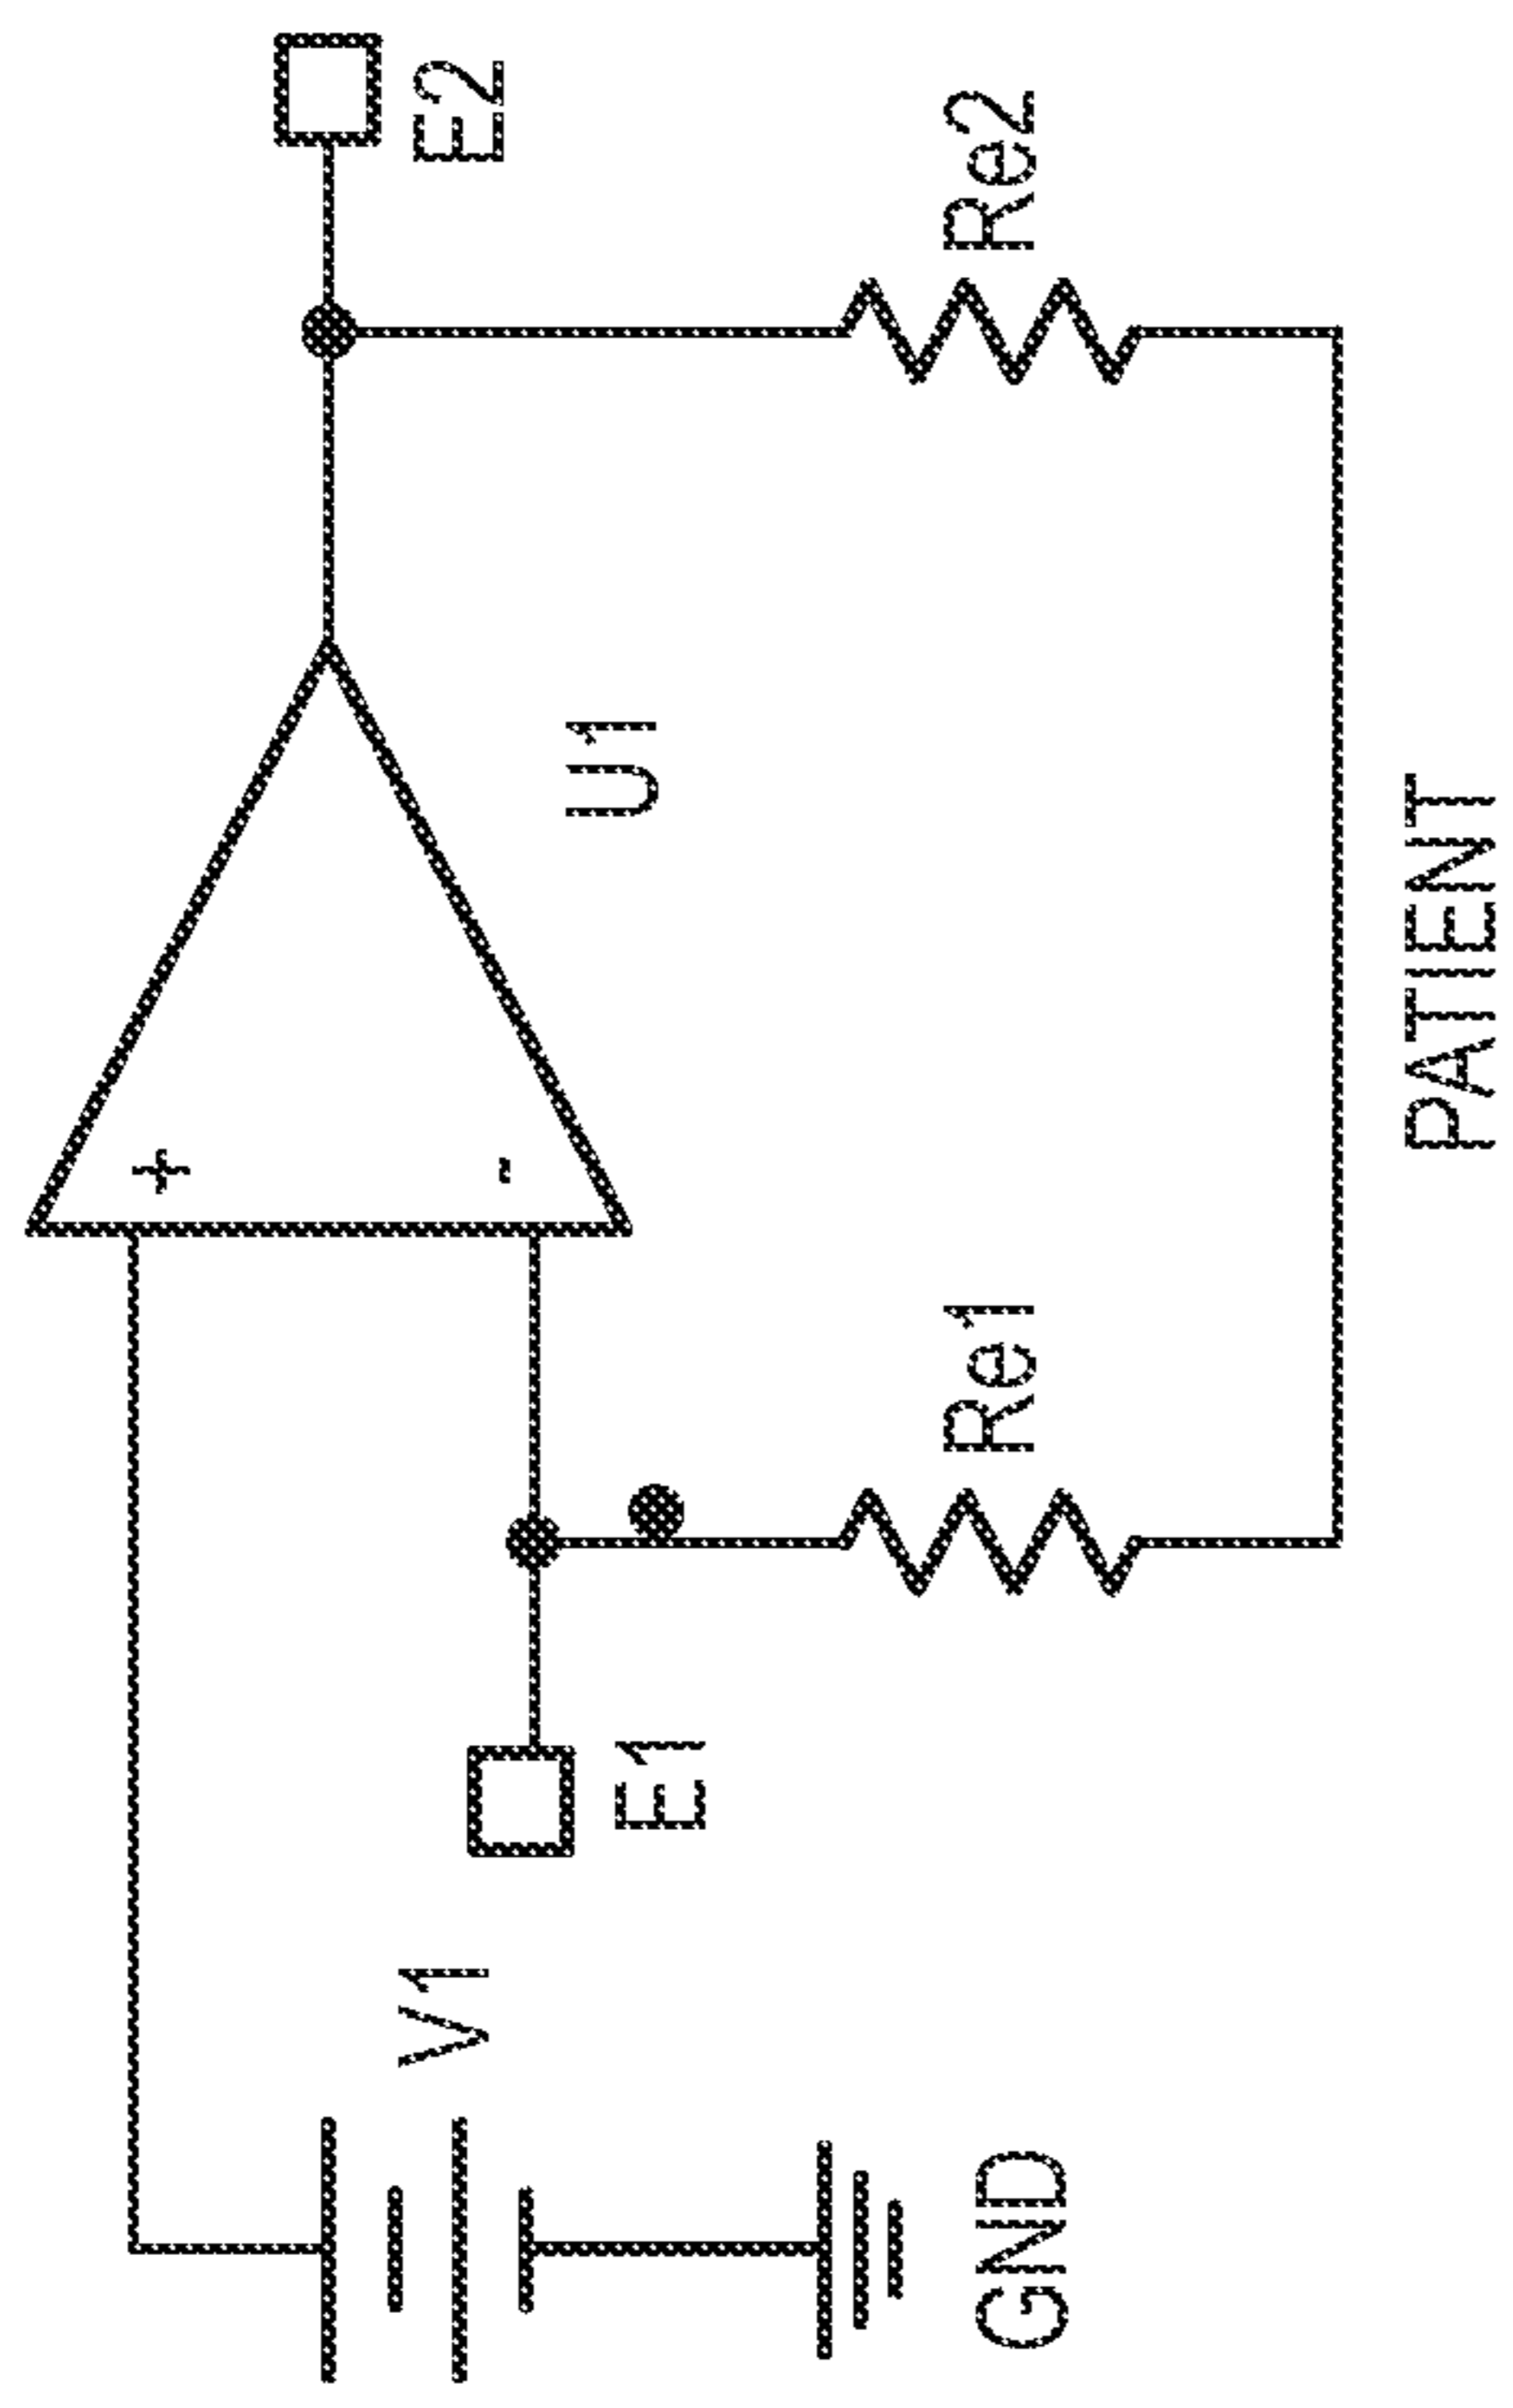 E2
U1
+
-
E1
V1
Re2
Re1
GND
PATIENT